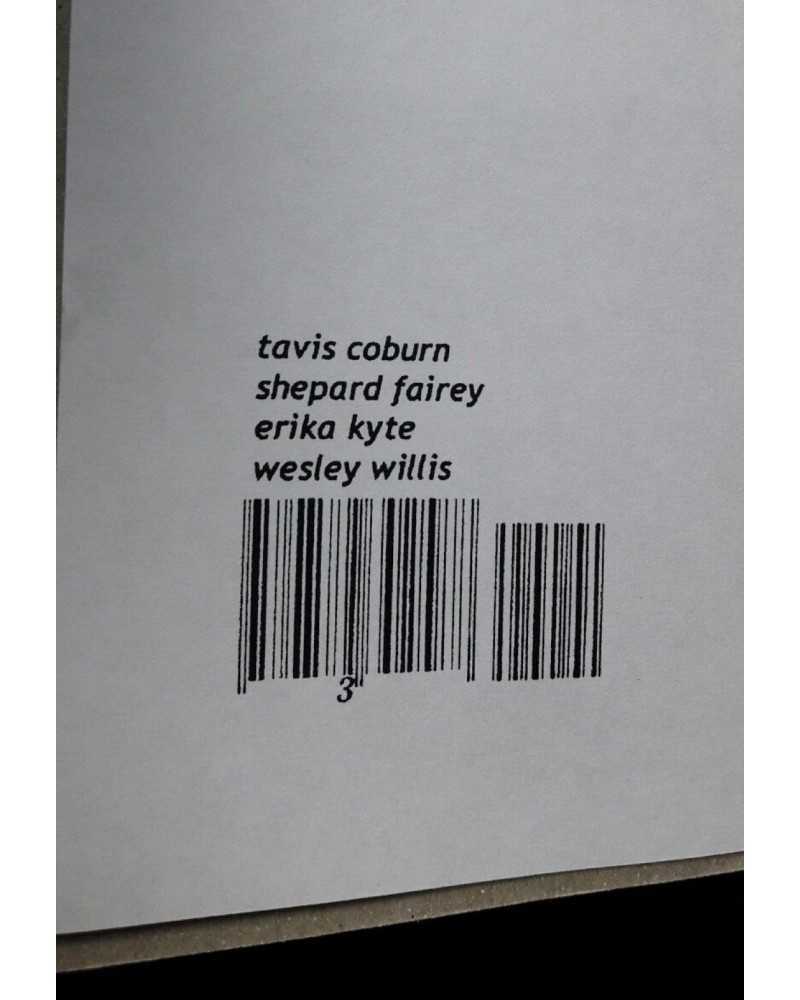 tavis coburn
shepard fairey
erika kyte
wesley willis
3